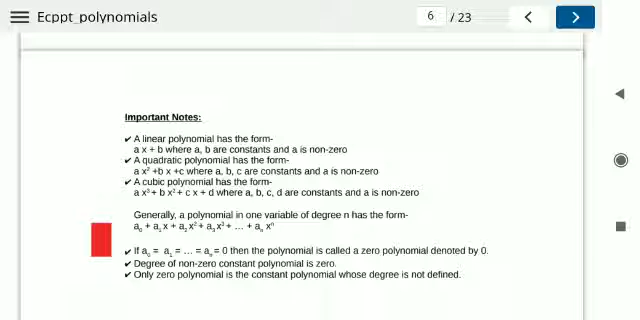 Ecppt_polynomials
6 / 23
Important Notes:
✔ A linear polynomial has the form-
a x + b where a, b are constants and a is non-zero
✔ A quadratic polynomial has the form-
a x² +b x +c where a, b, c are constants and a is non-zero
✔ A cubic polynomial has the form-
a x³ + b x² + c x + d where a, b, c, d are constants and a is non-zero
Generally, a polynomial in one variable of degree n has the form-
a₀ + a₁ x + a₂ x² + a₃ x³ + ... + aₙ xⁿ
✔ If a₀ = a₁ = ... = aₙ = 0 then the polynomial is called a zero polynomial denoted by 0.
✔ Degree of non-zero constant polynomial is zero.
✔ Only zero polynomial is the constant polynomial whose degree is not defined.